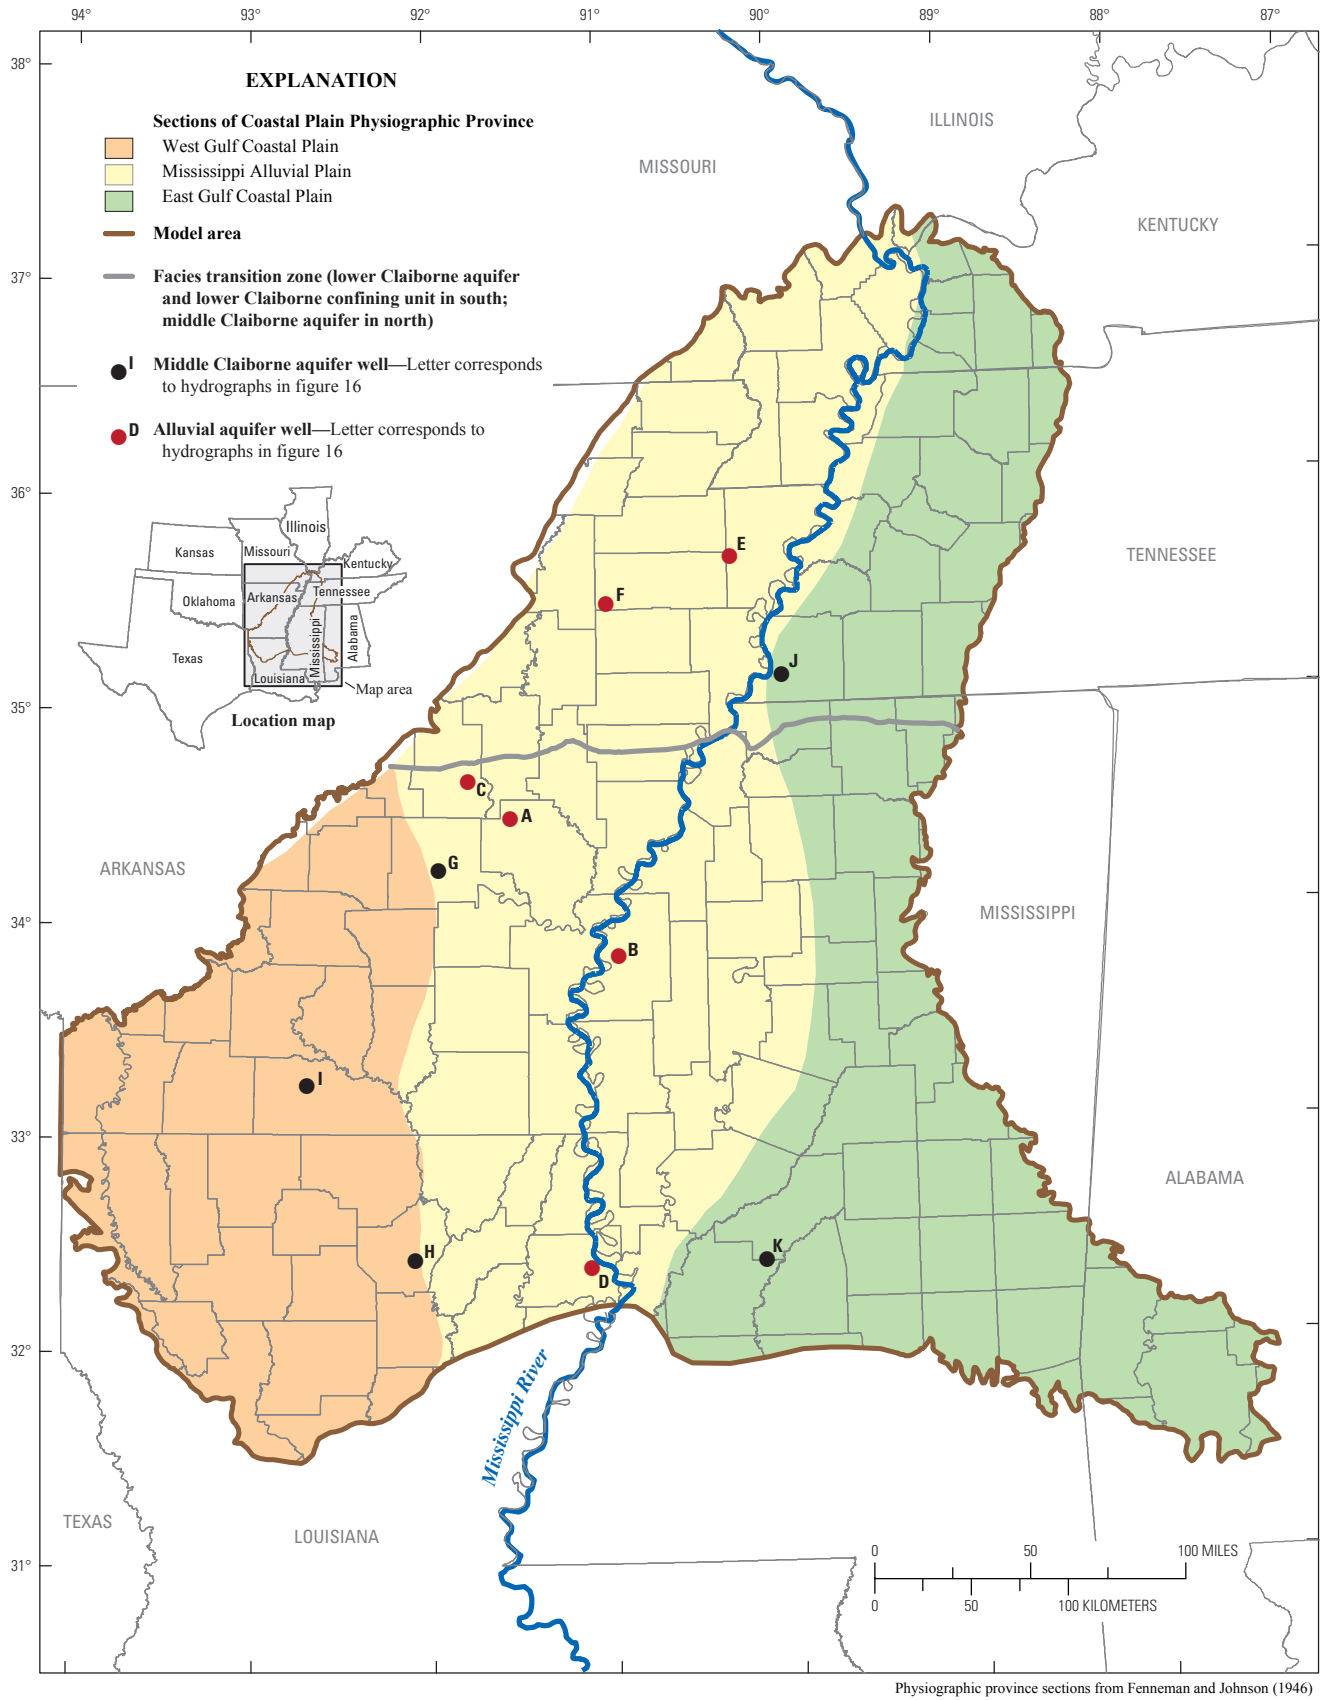 94° 93° 92° 91° 90° 89° 88° 87°
38°
37°
36°
35°
34°
33°
32°
31°
EXPLANATION
Sections of Coastal Plain Physiographic Province
West Gulf Coastal Plain
Mississippi Alluvial Plain
East Gulf Coastal Plain
Model area
Facies transition zone (lower Claiborne aquifer
and lower Claiborne confining unit in south;
middle Claiborne aquifer in north)
I Middle Claiborne aquifer well—Letter corresponds
to hydrographs in figure 16
D Alluvial aquifer well—Letter corresponds to
hydrographs in figure 16
Illinois
Kansas
Missouri
Kentucky
Oklahoma
Arkansas
Tennessee
Texas
Mississippi
Alabama
Louisiana
Map area
Location map
ILLINOIS
MISSOURI
KENTUCKY
TENNESSEE
ARKANSAS
MISSISSIPPI
ALABAMA
TEXAS
LOUISIANA
E
F
J
C
A
G
B
I
H
D
K
Mississippi River
0 50 100 MILES
0 50 100 KILOMETERS
Physiographic province sections from Fenneman and Johnson (1946)